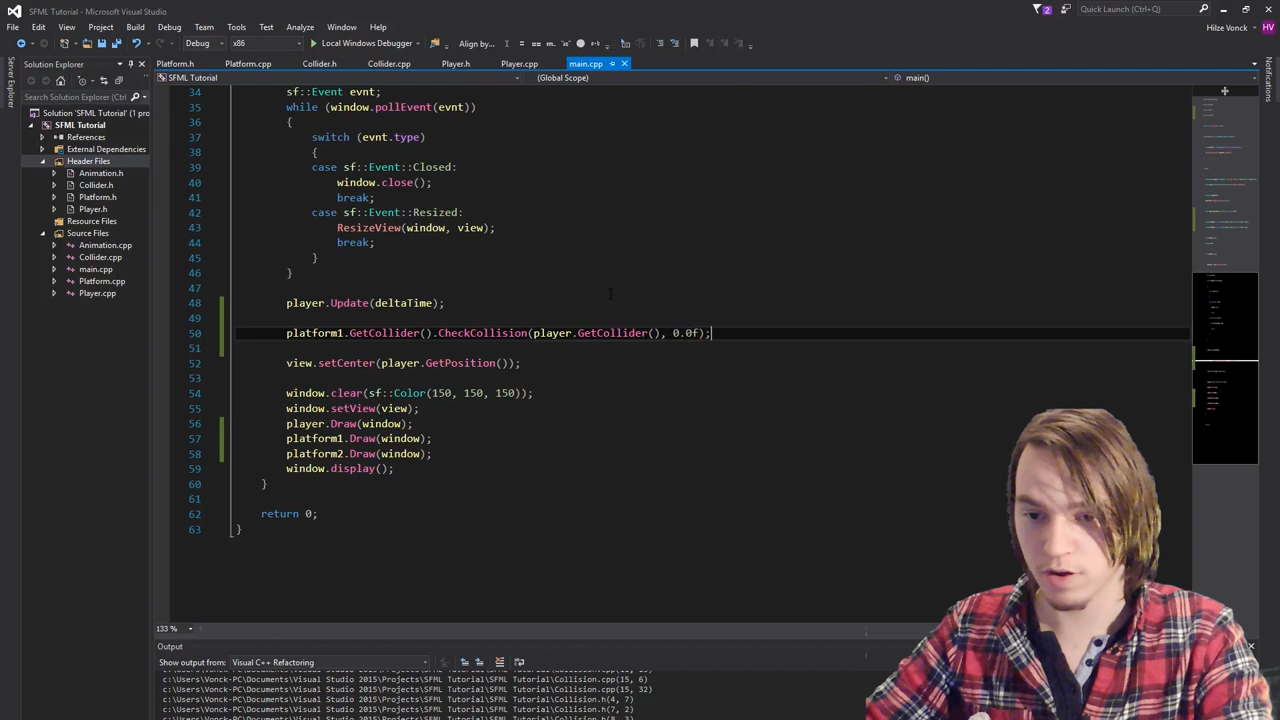 SFML Tutorial - Microsoft Visual Studio
2
Quick Launch (Ctrl+Q)
File Edit View Project Build Debug Team Tools Test Analyze Window Help
Hilze Vonck HV
Debug x86 Local Windows Debugger Align by...
Server Explorer
Solution Explorer
Platform.h Platform.cpp Collider.h Collider.cpp Player.h Player.cpp main.cpp
Notifications
SFML Tutorial (Global Scope) main()
Search Solution Explorer
Solution 'SFML Tutorial' (1 pro
SFML Tutorial
References
External Dependencies
Header Files
Animation.h
Collider.h
Platform.h
Player.h
Resource Files
Source Files
Animation.cpp
Collider.cpp
main.cpp
Platform.cpp
Player.cpp
34 sf::Event evnt;
35 while (window.pollEvent(evnt))
36 {
37 switch (evnt.type)
38 {
39 case sf::Event::Closed:
40 window.close();
41 break;
42 case sf::Event::Resized:
43 ResizeView(window, view);
44 break;
45 }
46 }
47
48 player.Update(deltaTime);
49
50 platform1.GetCollider().CheckCollision(player.GetCollider(), 0.0f);
51
52 view.setCenter(player.GetPosition());
53
54 window.clear(sf::Color(150, 150, 150));
55 window.setView(view);
56 player.Draw(window);
57 platform1.Draw(window);
58 platform2.Draw(window);
59 window.display();
60 }
61
62 return 0;
63 }
133 %
Output
Show output from: Visual C++ Refactoring
c:\Users\Vonck-PC\Documents\Visual Studio 2015\Projects\SFML Tutorial\Collision.cpp(15, 6)
c:\Users\Vonck-PC\Documents\Visual Studio 2015\Projects\SFML Tutorial\Collision.cpp(15, 32)
c:\Users\Vonck-PC\Documents\Visual Studio 2015\Projects\SFML Tutorial\Collision.h(4, 7)
c:\Users\Vonck-PC\Documents\Visual Studio 2015\Projects\SFML Tutorial\Collision.h(7, 2)